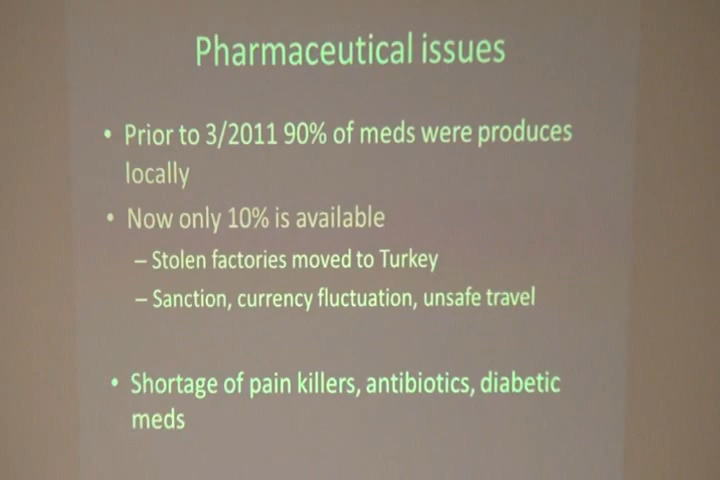 Pharmaceutical issues
• Prior to 3/2011 90% of meds were produces
locally
• Now only 10% is available
– Stolen factories moved to Turkey
– Sanction, currency fluctuation, unsafe travel
• Shortage of pain killers, antibiotics, diabetic
meds